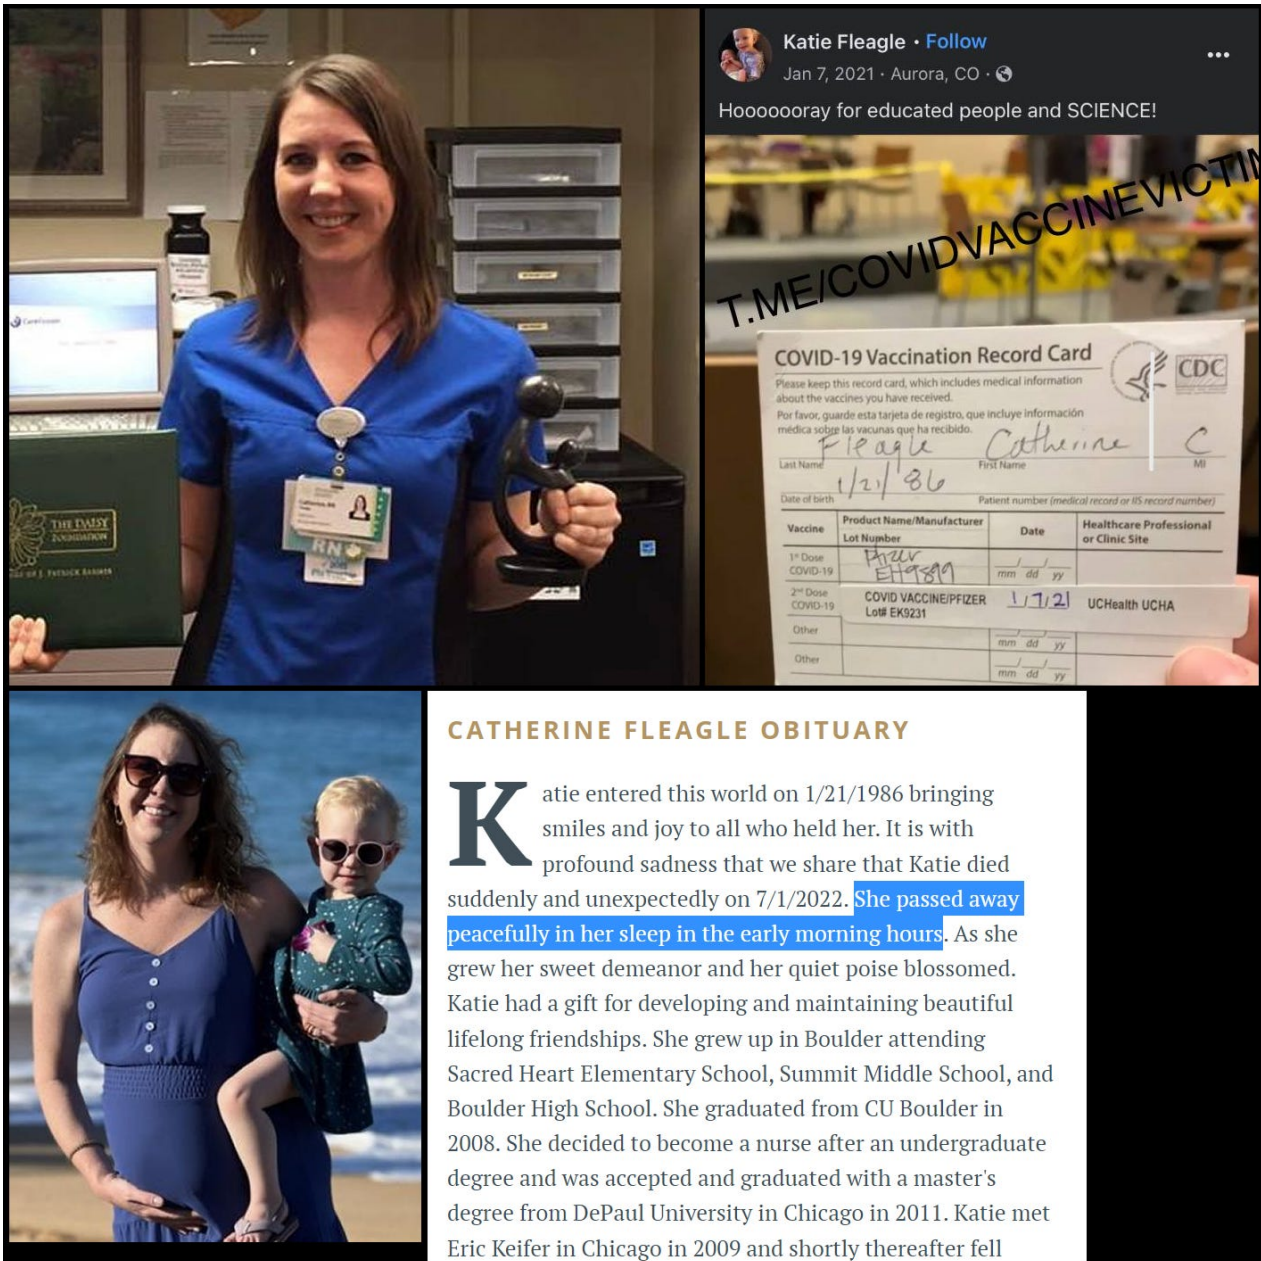 THE DAISY
FOUNDATION
RN
Katie Fleagle · Follow
Jan 7, 2021 · Aurora, CO ·
Hooooooray for educated people and SCIENCE!
T.ME/COVIDVACCINEVICTIM
COVID-19 Vaccination Record Card
Please keep this record card, which includes medical information
about the vaccines you have received.
Por favor, guarde esta tarjeta de registro, que incluye información
médica sobre las vacunas que ha recibido.
CDC
Fleagle Catherine C
Last Name First Name MI
1/21/86
Date of birth Patient number (medical record or IIS record number)
Vaccine Product Name/Manufacturer Date Healthcare Professional
Lot Number or Clinic Site
1st Dose Pfizer
COVID-19 EH9899 mm dd yy
2nd Dose COVID VACCINE/PFIZER 1/7/21 UCHealth UCHA
COVID-19 Lot# EK9231
Other
mm dd yy
Other
mm dd yy
CATHERINE FLEAGLE OBITUARY
Katie entered this world on 1/21/1986 bringing
smiles and joy to all who held her. It is with
profound sadness that we share that Katie died
suddenly and unexpectedly on 7/1/2022. She passed away
peacefully in her sleep in the early morning hours. As she
grew her sweet demeanor and her quiet poise blossomed.
Katie had a gift for developing and maintaining beautiful
lifelong friendships. She grew up in Boulder attending
Sacred Heart Elementary School, Summit Middle School, and
Boulder High School. She graduated from CU Boulder in
2008. She decided to become a nurse after an undergraduate
degree and was accepted and graduated with a master's
degree from DePaul University in Chicago in 2011. Katie met
Eric Keifer in Chicago in 2009 and shortly thereafter fell